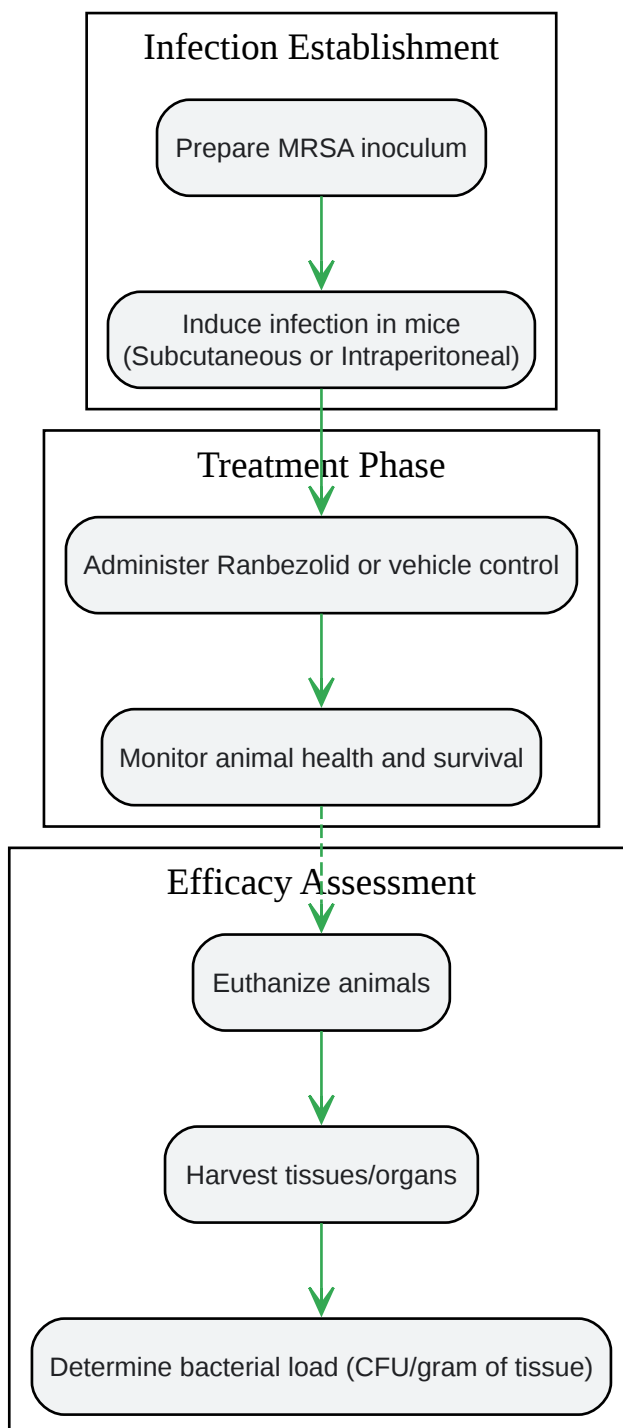 Infection Establishment
Prepare MRSA inoculum
Induce infection in mice
(Subcutaneous or Intraperitoneal)
Treatment Phase
Administer Ranbezolid or vehicle control
Monitor animal health and survival
Efficacy Assessment
Euthanize animals
Harvest tissues/organs
Determine bacterial load (CFU/gram of tissue)